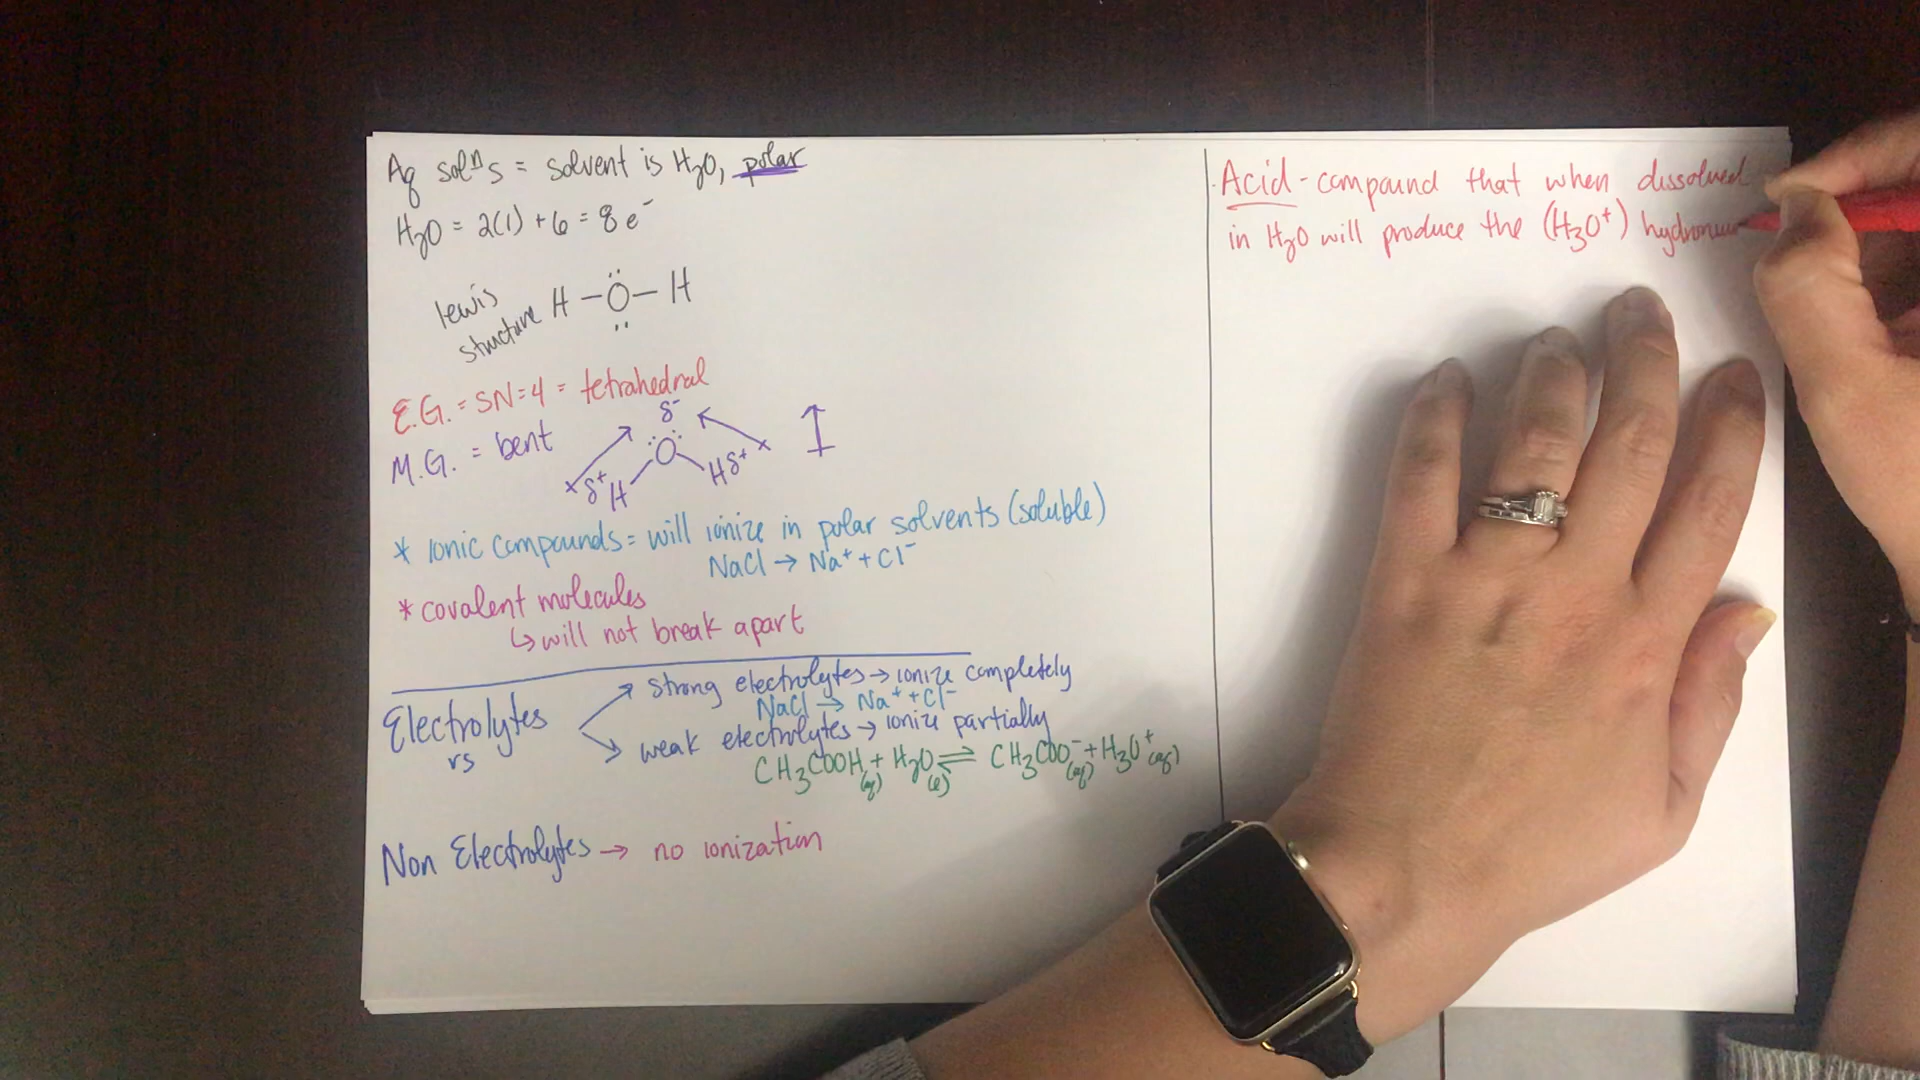 Aq solⁿs = solvent is H₂O, polar
H₂O = 2(1) + 6 = 8 e⁻
lewis structure H – Ö – H
E.G. = SN=4 = tetrahedral
M.G. = bent
δ⁻
O
δ⁺ H
H δ⁺
* ionic compounds = will ionize in polar solvents (soluble)
NaCl → Na⁺ + Cl⁻
* covalent molecules
↳ will not break apart
Electrolytes
vs
strong electrolytes → ionize completely
NaCl → Na⁺ + Cl⁻
weak electrolytes → ionize partially
CH₃COOH(aq) + H₂O(l) ⇌ CH₃COO⁻(aq) + H₃O⁺(aq)
Non Electrolytes → no ionization
Acid - compound that when dissolved
in H₂O will produce the (H₃O⁺) hydronium